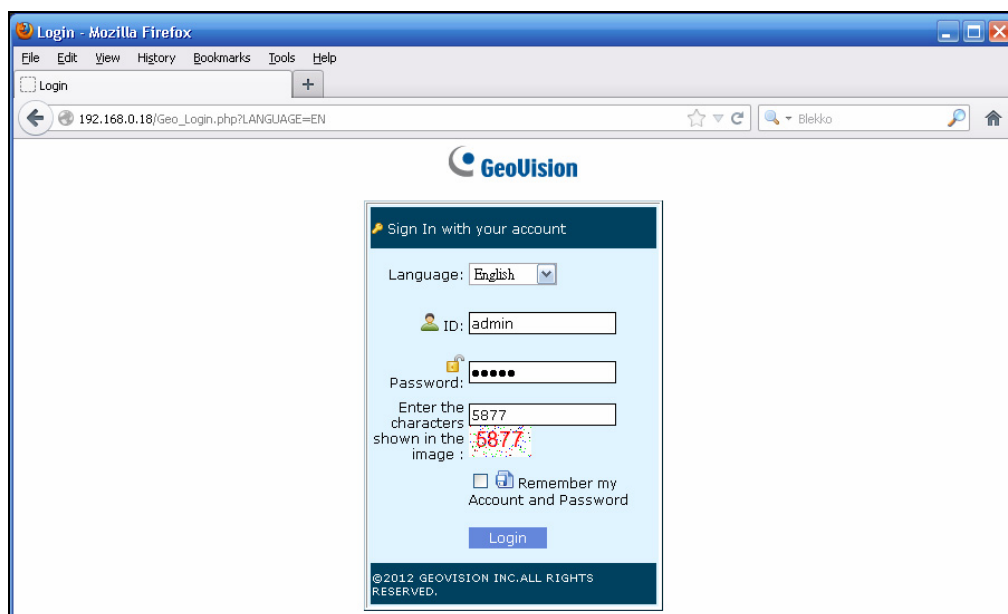 Login - Mozilla Firefox
File Edit View History Bookmarks Tools Help
Login
192.168.0.18/Geo_Login.php?LANGUAGE=EN
Blekko
GeoVision
Sign In with your account
Language: English
ID: admin
Password: •••••
Enter the characters shown in the image : 5877
5877
Remember my
Account and Password
Login
©2012 GEOVISION INC.ALL RIGHTS
RESERVED.